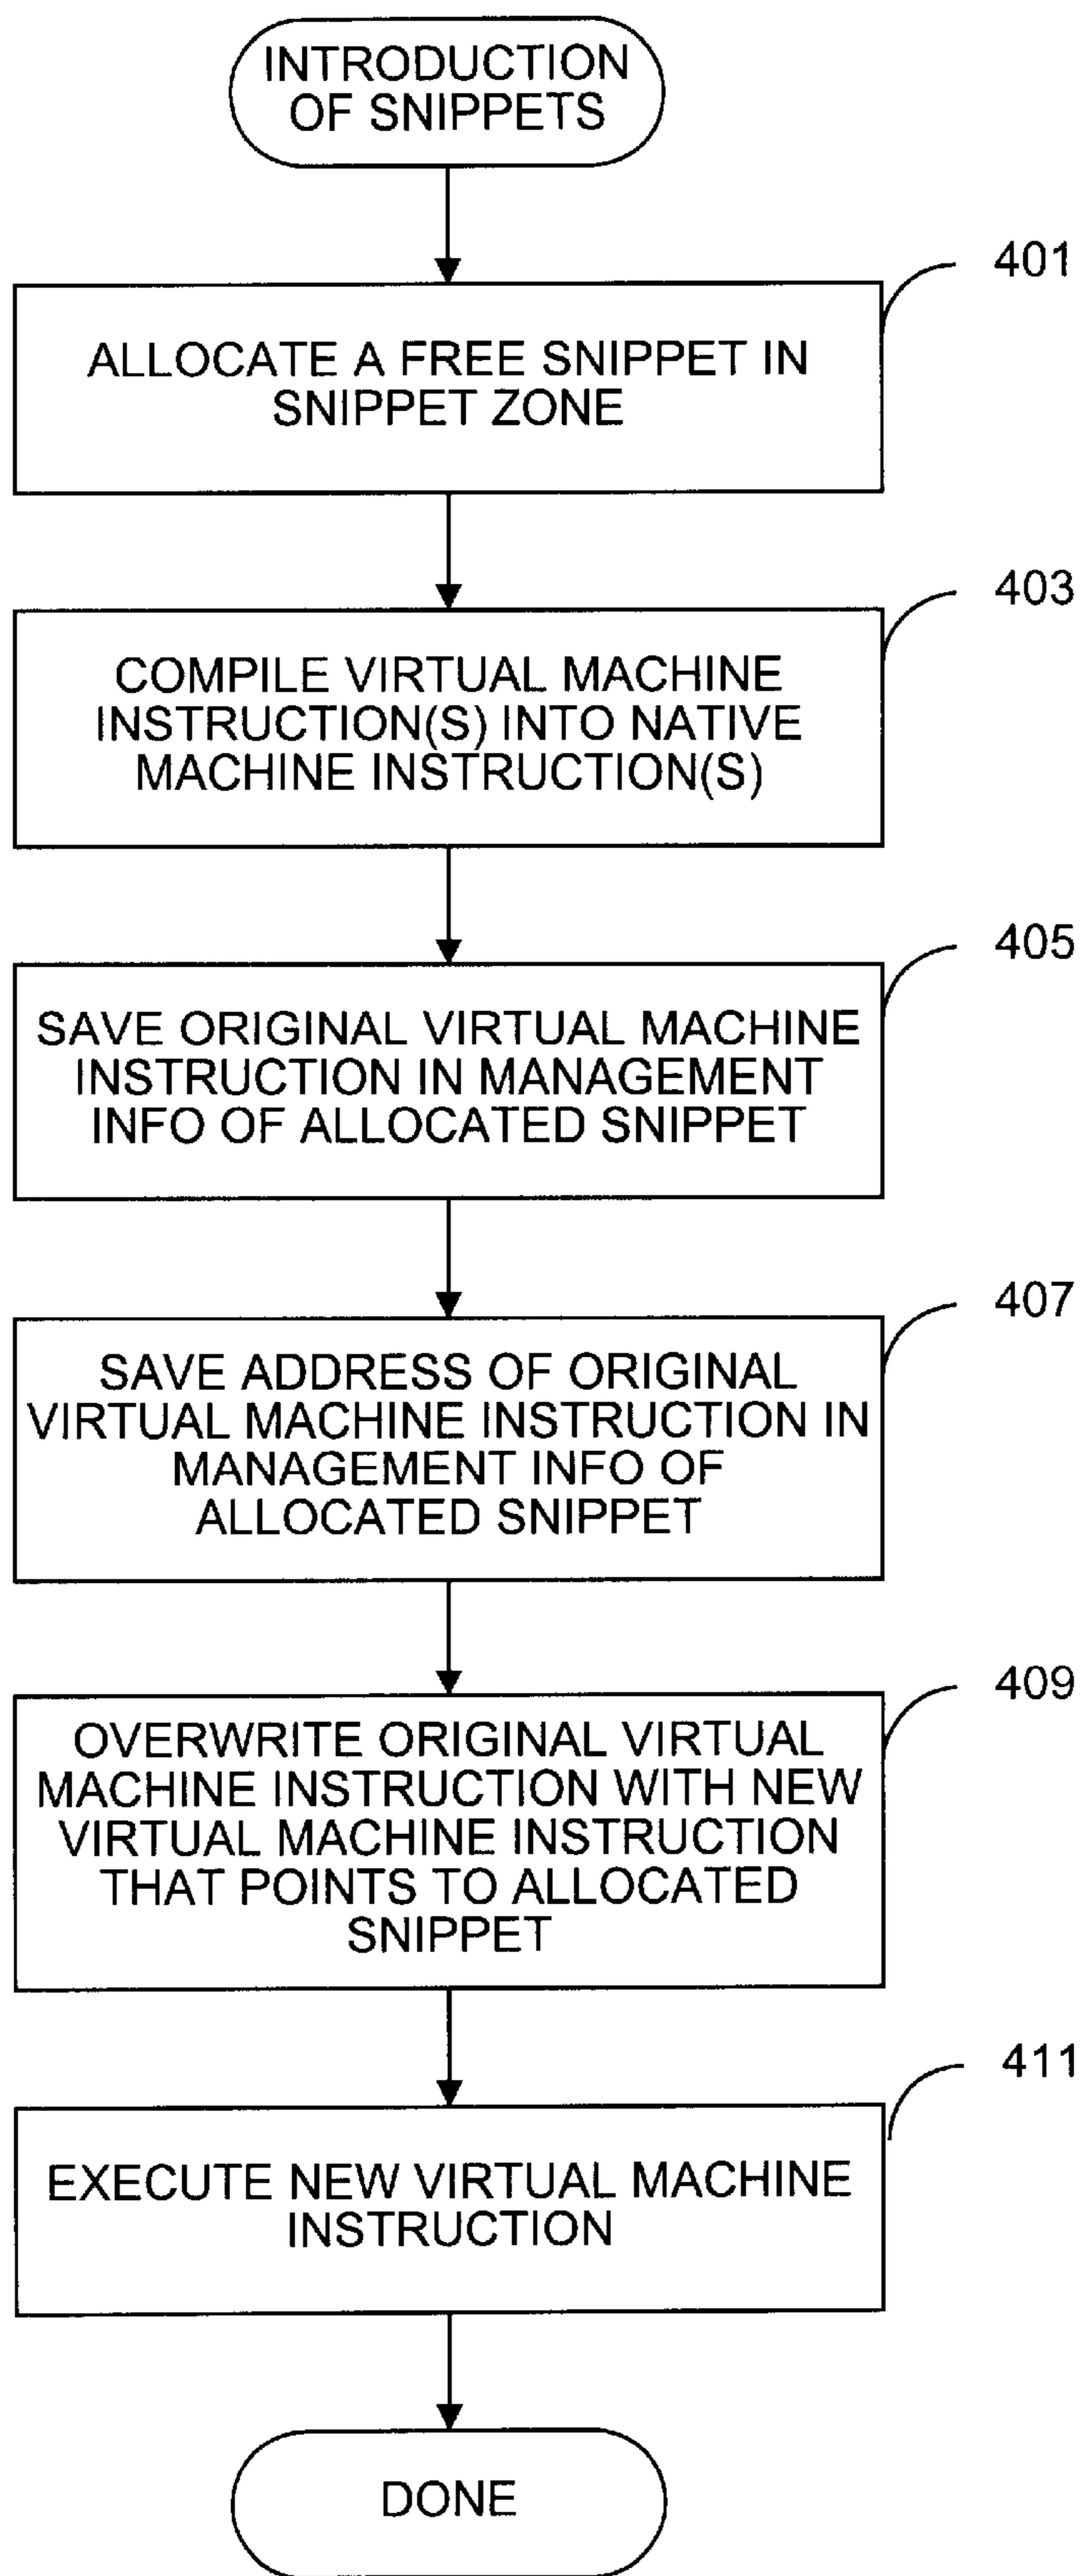 INTRODUCTION
OF SNIPPETS
401
ALLOCATE A FREE SNIPPET IN
SNIPPET ZONE
403
COMPILE VIRTUAL MACHINE
INSTRUCTION(S) INTO NATIVE
MACHINE INSTRUCTION(S)
405
SAVE ORIGINAL VIRTUAL MACHINE
INSTRUCTION IN MANAGEMENT
INFO OF ALLOCATED SNIPPET
407
SAVE ADDRESS OF ORIGINAL
VIRTUAL MACHINE INSTRUCTION IN
MANAGEMENT INFO OF
ALLOCATED SNIPPET
409
OVERWRITE ORIGINAL VIRTUAL
MACHINE INSTRUCTION WITH NEW
VIRTUAL MACHINE INSTRUCTION
THAT POINTS TO ALLOCATED
SNIPPET
411
EXECUTE NEW VIRTUAL MACHINE
INSTRUCTION
DONE